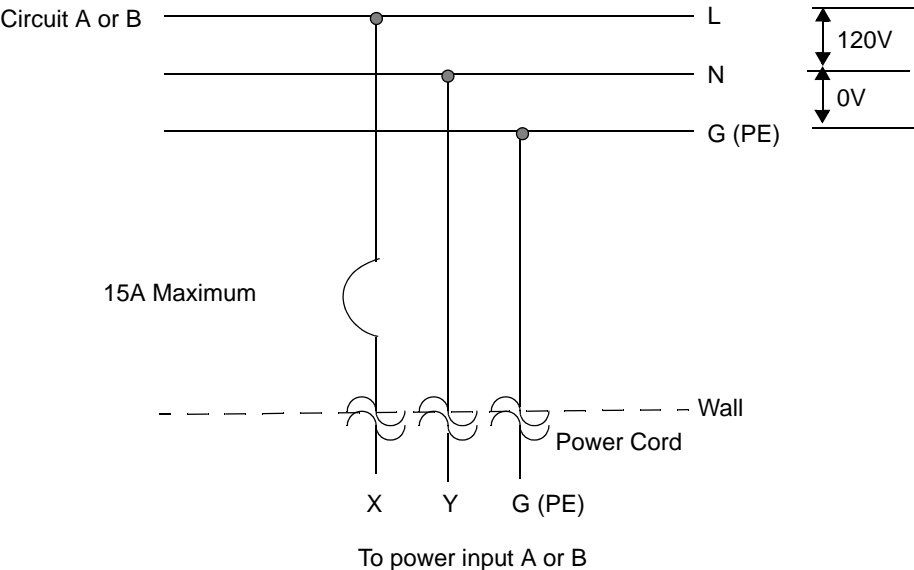 Circuit A or B
L
120V
N
0V
G (PE)
15A Maximum
Wall
Power Cord
X
Y
G (PE)
To power input A or B